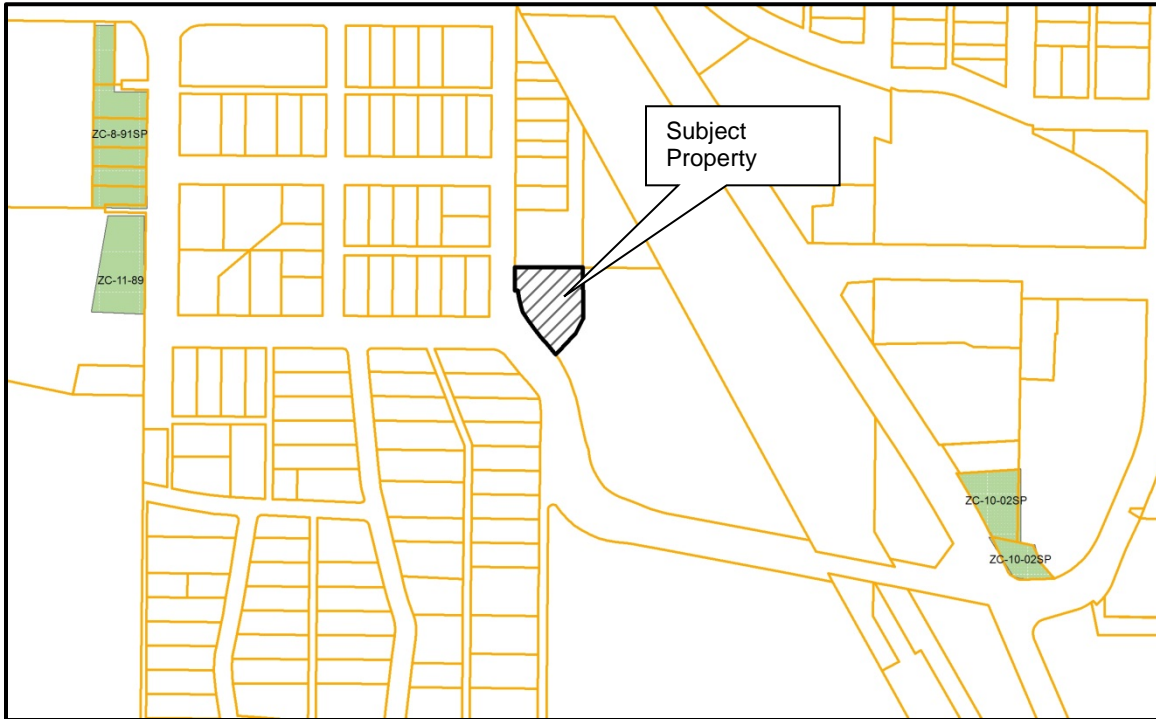 ZC-8-91SP
Subject
Property
ZC-11-89
ZC-10-02SP
ZC-10-02SP